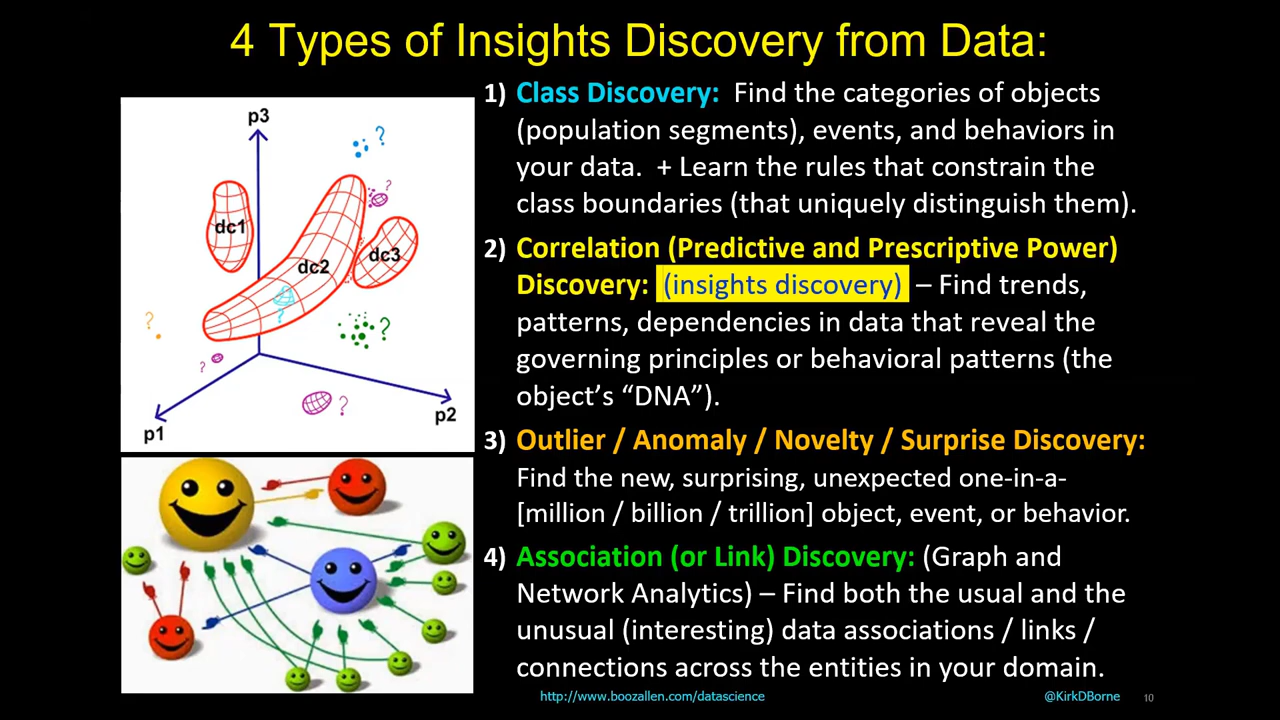 4 Types of Insights Discovery from Data:
p3
?
?
dc1
dc3
dc2
?
?
?
?
?
p2
p1
1) Class Discovery: Find the categories of objects
(population segments), events, and behaviors in
your data. + Learn the rules that constrain the
class boundaries (that uniquely distinguish them).
2) Correlation (Predictive and Prescriptive Power)
Discovery: (insights discovery) – Find trends,
patterns, dependencies in data that reveal the
governing principles or behavioral patterns (the
object’s “DNA”).
3) Outlier / Anomaly / Novelty / Surprise Discovery:
Find the new, surprising, unexpected one-in-a-
[million / billion / trillion] object, event, or behavior.
4) Association (or Link) Discovery: (Graph and
Network Analytics) – Find both the usual and the
unusual (interesting) data associations / links /
connections across the entities in your domain.
http://www.boozallen.com/datascience @KirkDBorne 10